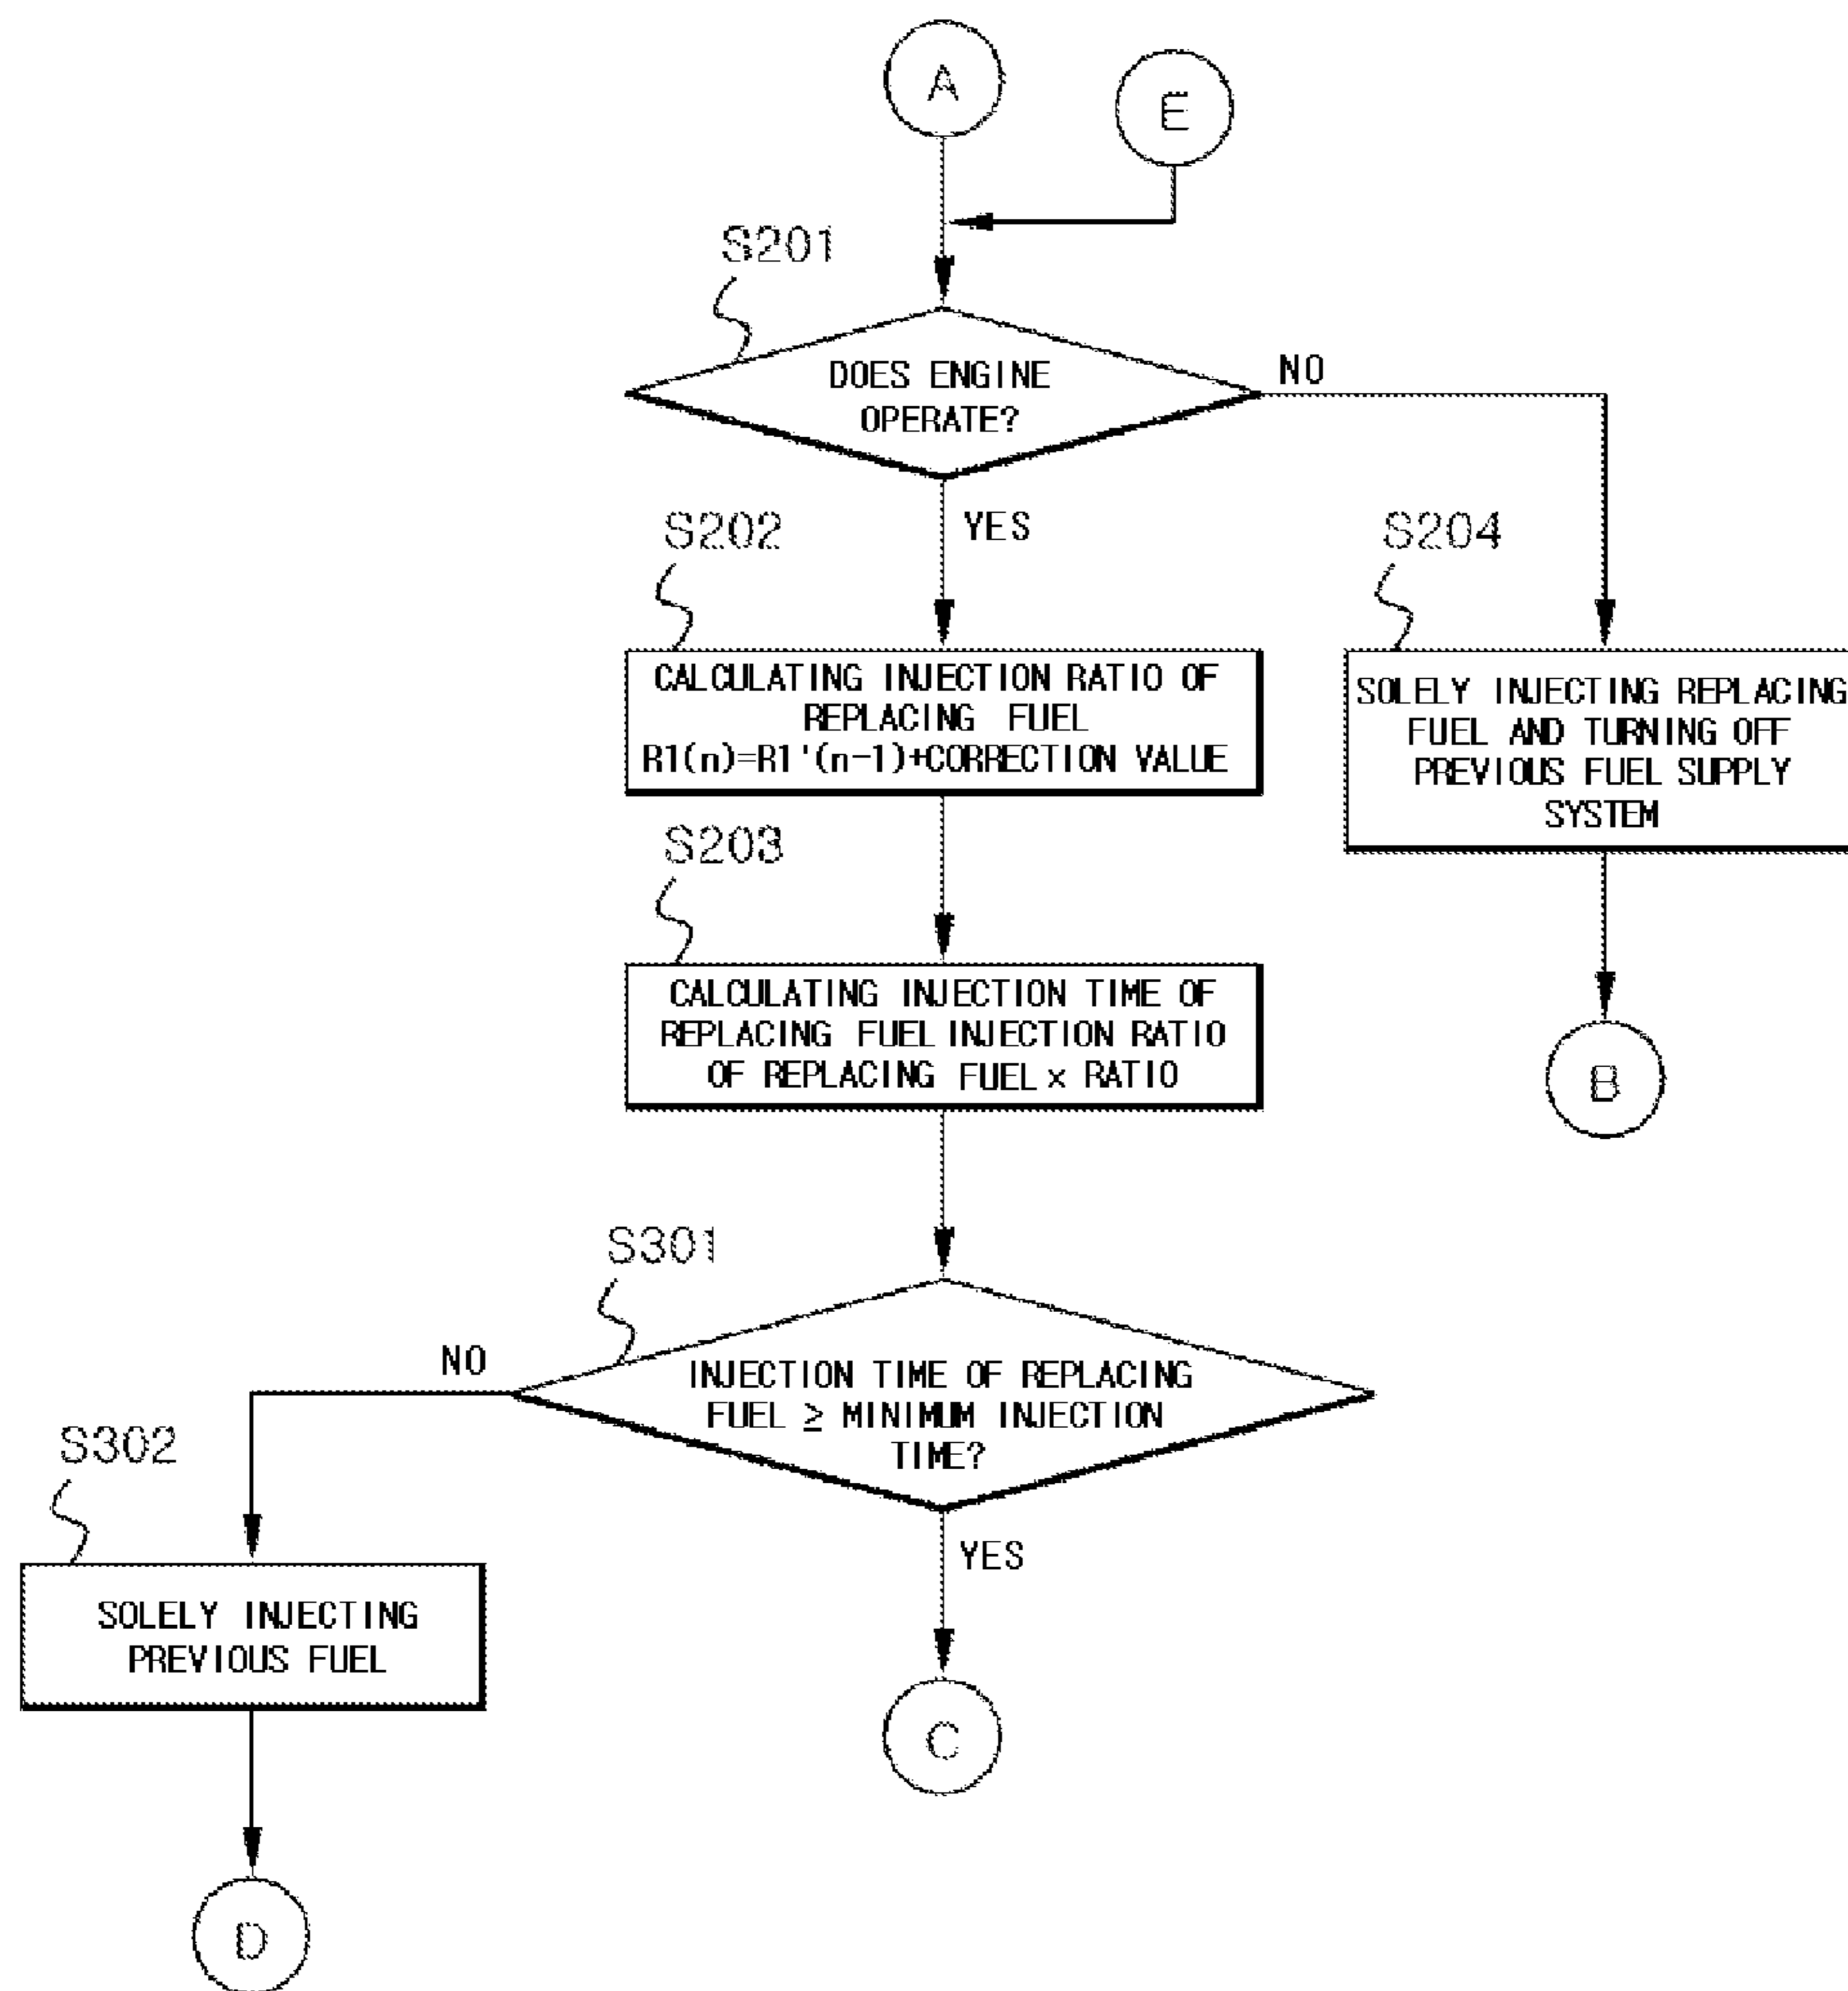 A
E
S201
DOES ENGINE
OPERATE?
NO
YES
S202
S204
CALCULATING INJECTION RATIO OF
REPLACING FUEL
R1(n)=R1'(n-1)+CORRECTION VALUE
SOLELY INJECTING REPLACING
FUEL AND TURNING OFF
PREVIOUS FUEL SUPPLY
SYSTEM
S203
CALCULATING INJECTION TIME OF
REPLACING FUEL INJECTION RATIO
OF REPLACING FUEL × RATIO
B
S301
NO
INJECTION TIME OF REPLACING
FUEL ≥ MINIMUM INJECTION
TIME?
S302
YES
SOLELY INJECTING
PREVIOUS FUEL
C
D